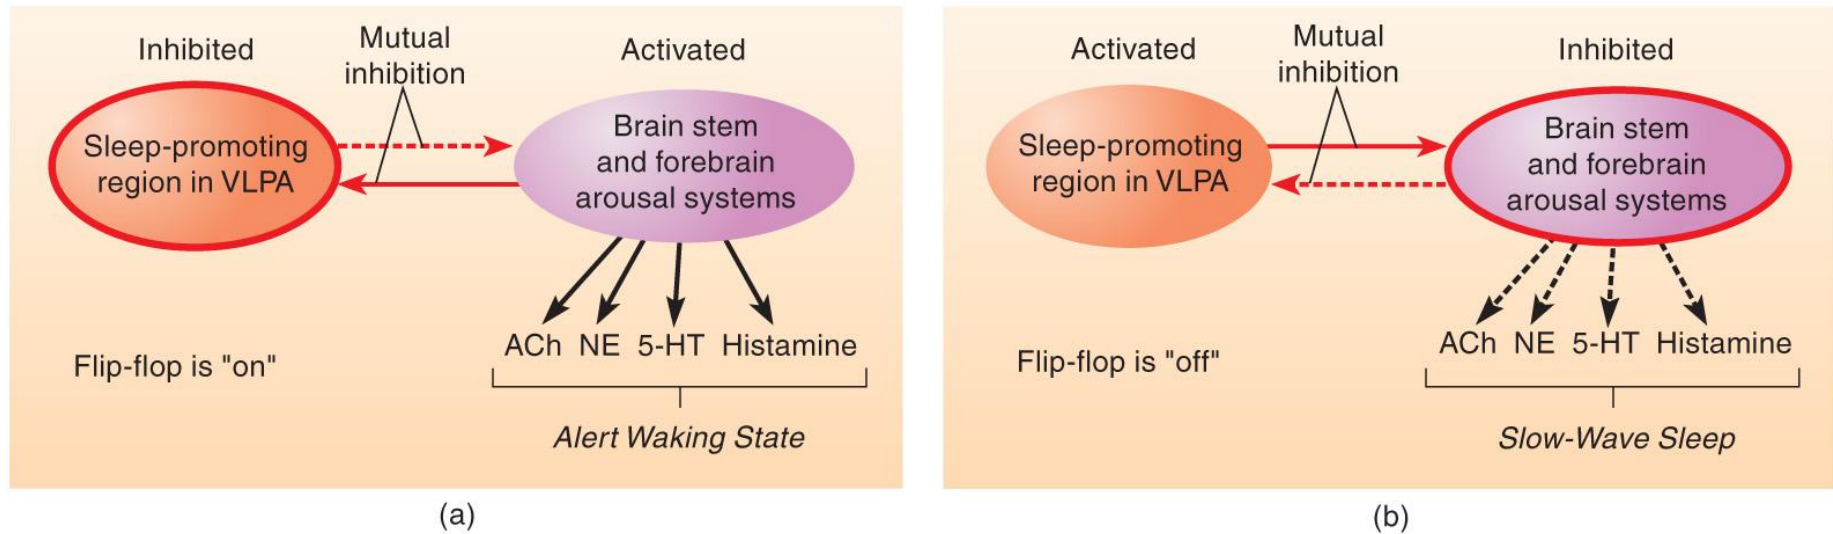 Inhibited
Mutual
inhibition
Activated
Sleep-promoting
region in VLPA
Brain stem
and forebrain
arousal systems
ACh NE 5-HT Histamine
Flip-flop is "on"
Alert Waking State
(a)
Activated
Mutual
inhibition
Inhibited
Sleep-promoting
region in VLPA
Brain stem
and forebrain
arousal systems
ACh NE 5-HT Histamine
Flip-flop is "off"
Slow-Wave Sleep
(b)